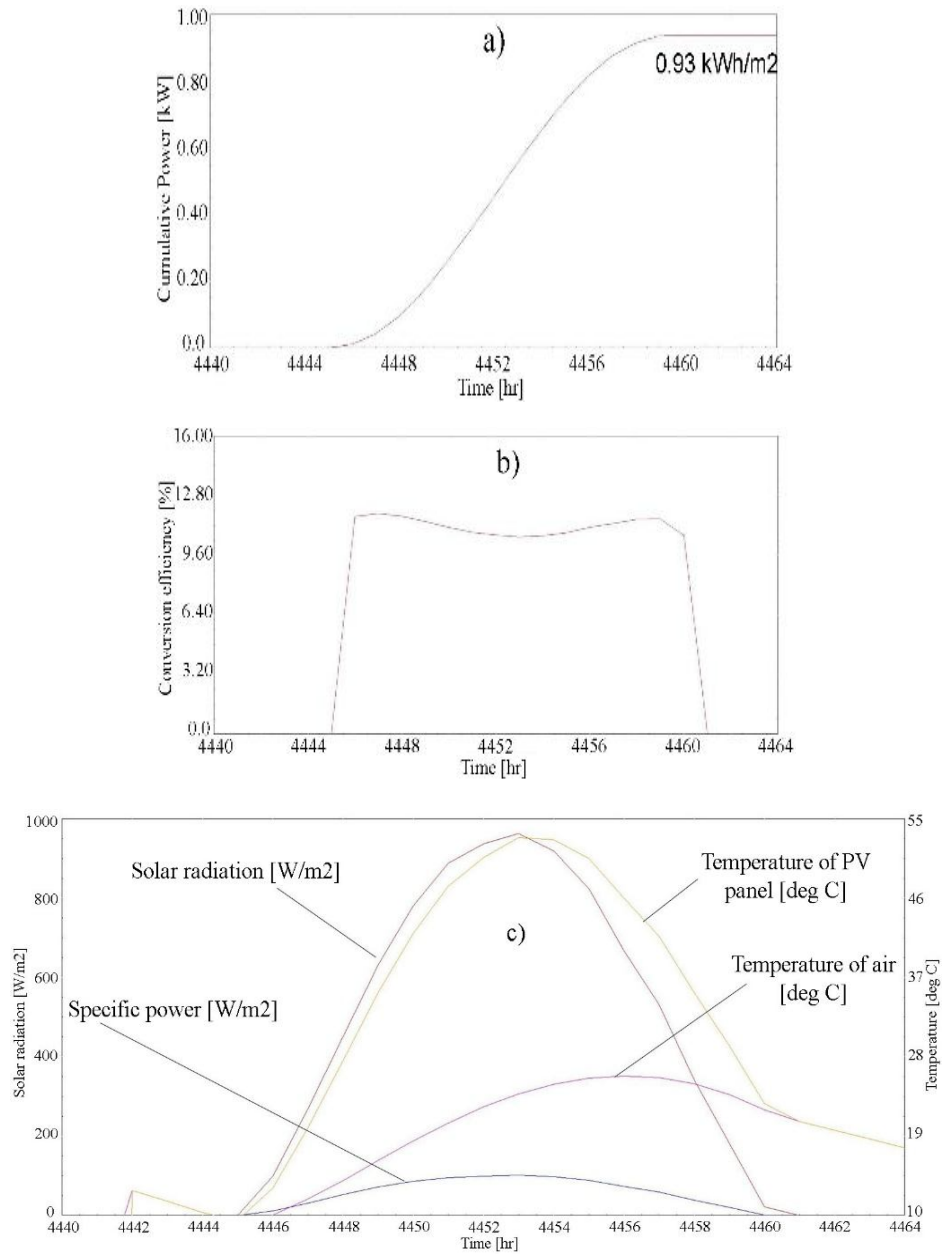 a)
1.00
0.80
0.60
0.40
0.20
0.0
Cumulative Power [kW]
0.93 kWh/m2
4440 4444 4448 4452 4456 4460 4464
Time [hr]
b)
16.00
12.80
9.60
6.40
3.20
0.0
Conversion efficiency [%]
4440 4444 4448 4452 4456 4460 4464
Time [hr]
c)
1000
800
600
400
200
0
Solar radiation [W/m2]
Solar radiation [W/m2]
Specific power [W/m2]
Temperature of PV
panel [deg C]
Temperature of air
[deg C]
55
46
37
28
19
10
Temperature [deg C]
4440 4442 4444 4446 4448 4450 4452 4454 4456 4458 4460 4462 4464
Time [hr]